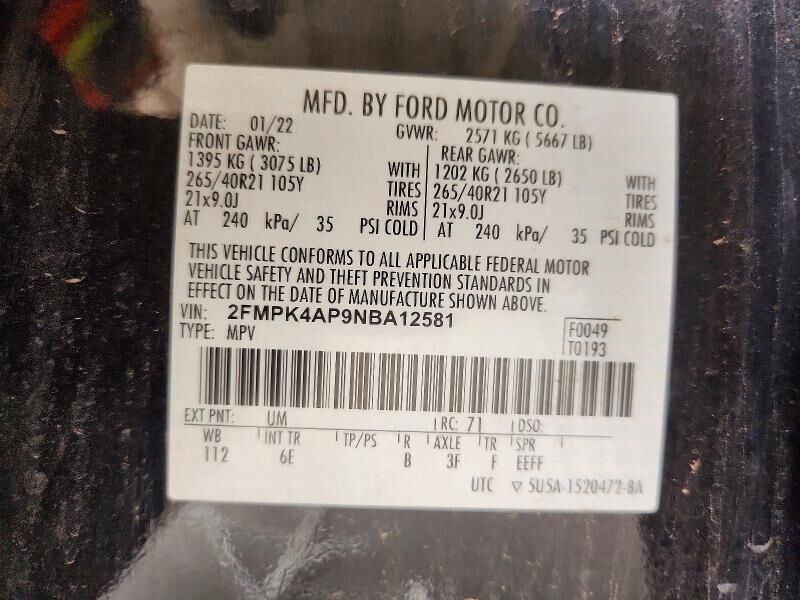 MFD. BY FORD MOTOR CO.
DATE: 01/22 GVWR: 2571 KG ( 5667 LB)
FRONT GAWR: REAR GAWR:
1395 KG ( 3075 LB) WITH 1202 KG ( 2650 LB) WITH
265/40R21 105Y TIRES 265/40R21 105Y TIRES
21x9.0J RIMS 21x9.0J RIMS
AT 240 kPa/ 35 PSI COLD AT 240 kPa/ 35 PSI COLD
THIS VEHICLE CONFORMS TO ALL APPLICABLE FEDERAL MOTOR
VEHICLE SAFETY AND THEFT PREVENTION STANDARDS IN
EFFECT ON THE DATE OF MANUFACTURE SHOWN ABOVE.
VIN: 2FMPK4AP9NBA12581 F0049
TYPE: MPV T0193
EXT PNT: UM RC: 71 DSO:
WB INT TR TP/PS R AXLE TR SPR
112 6E B 3F F EEFF
UTC ▽ 5U5A-1520472-BA